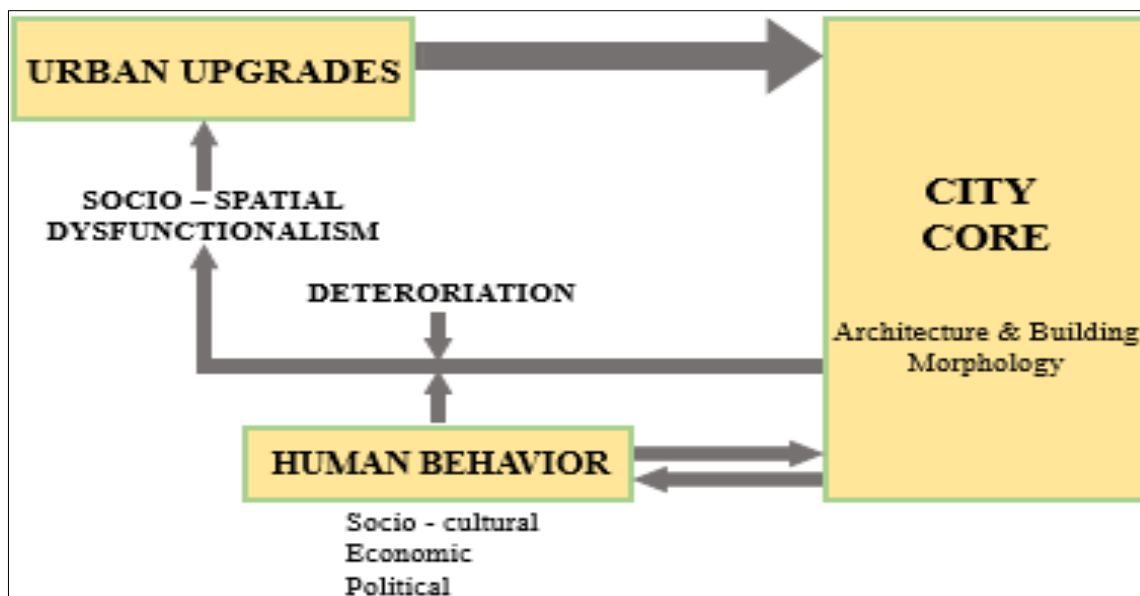 URBAN UPGRADES
SOCIO – SPATIAL
DYSFUNCTIONALISM
DETERORIATION
HUMAN BEHAVIOR
Socio - cultural
Economic
Political
CITY
CORE
Architecture & Building
Morphology